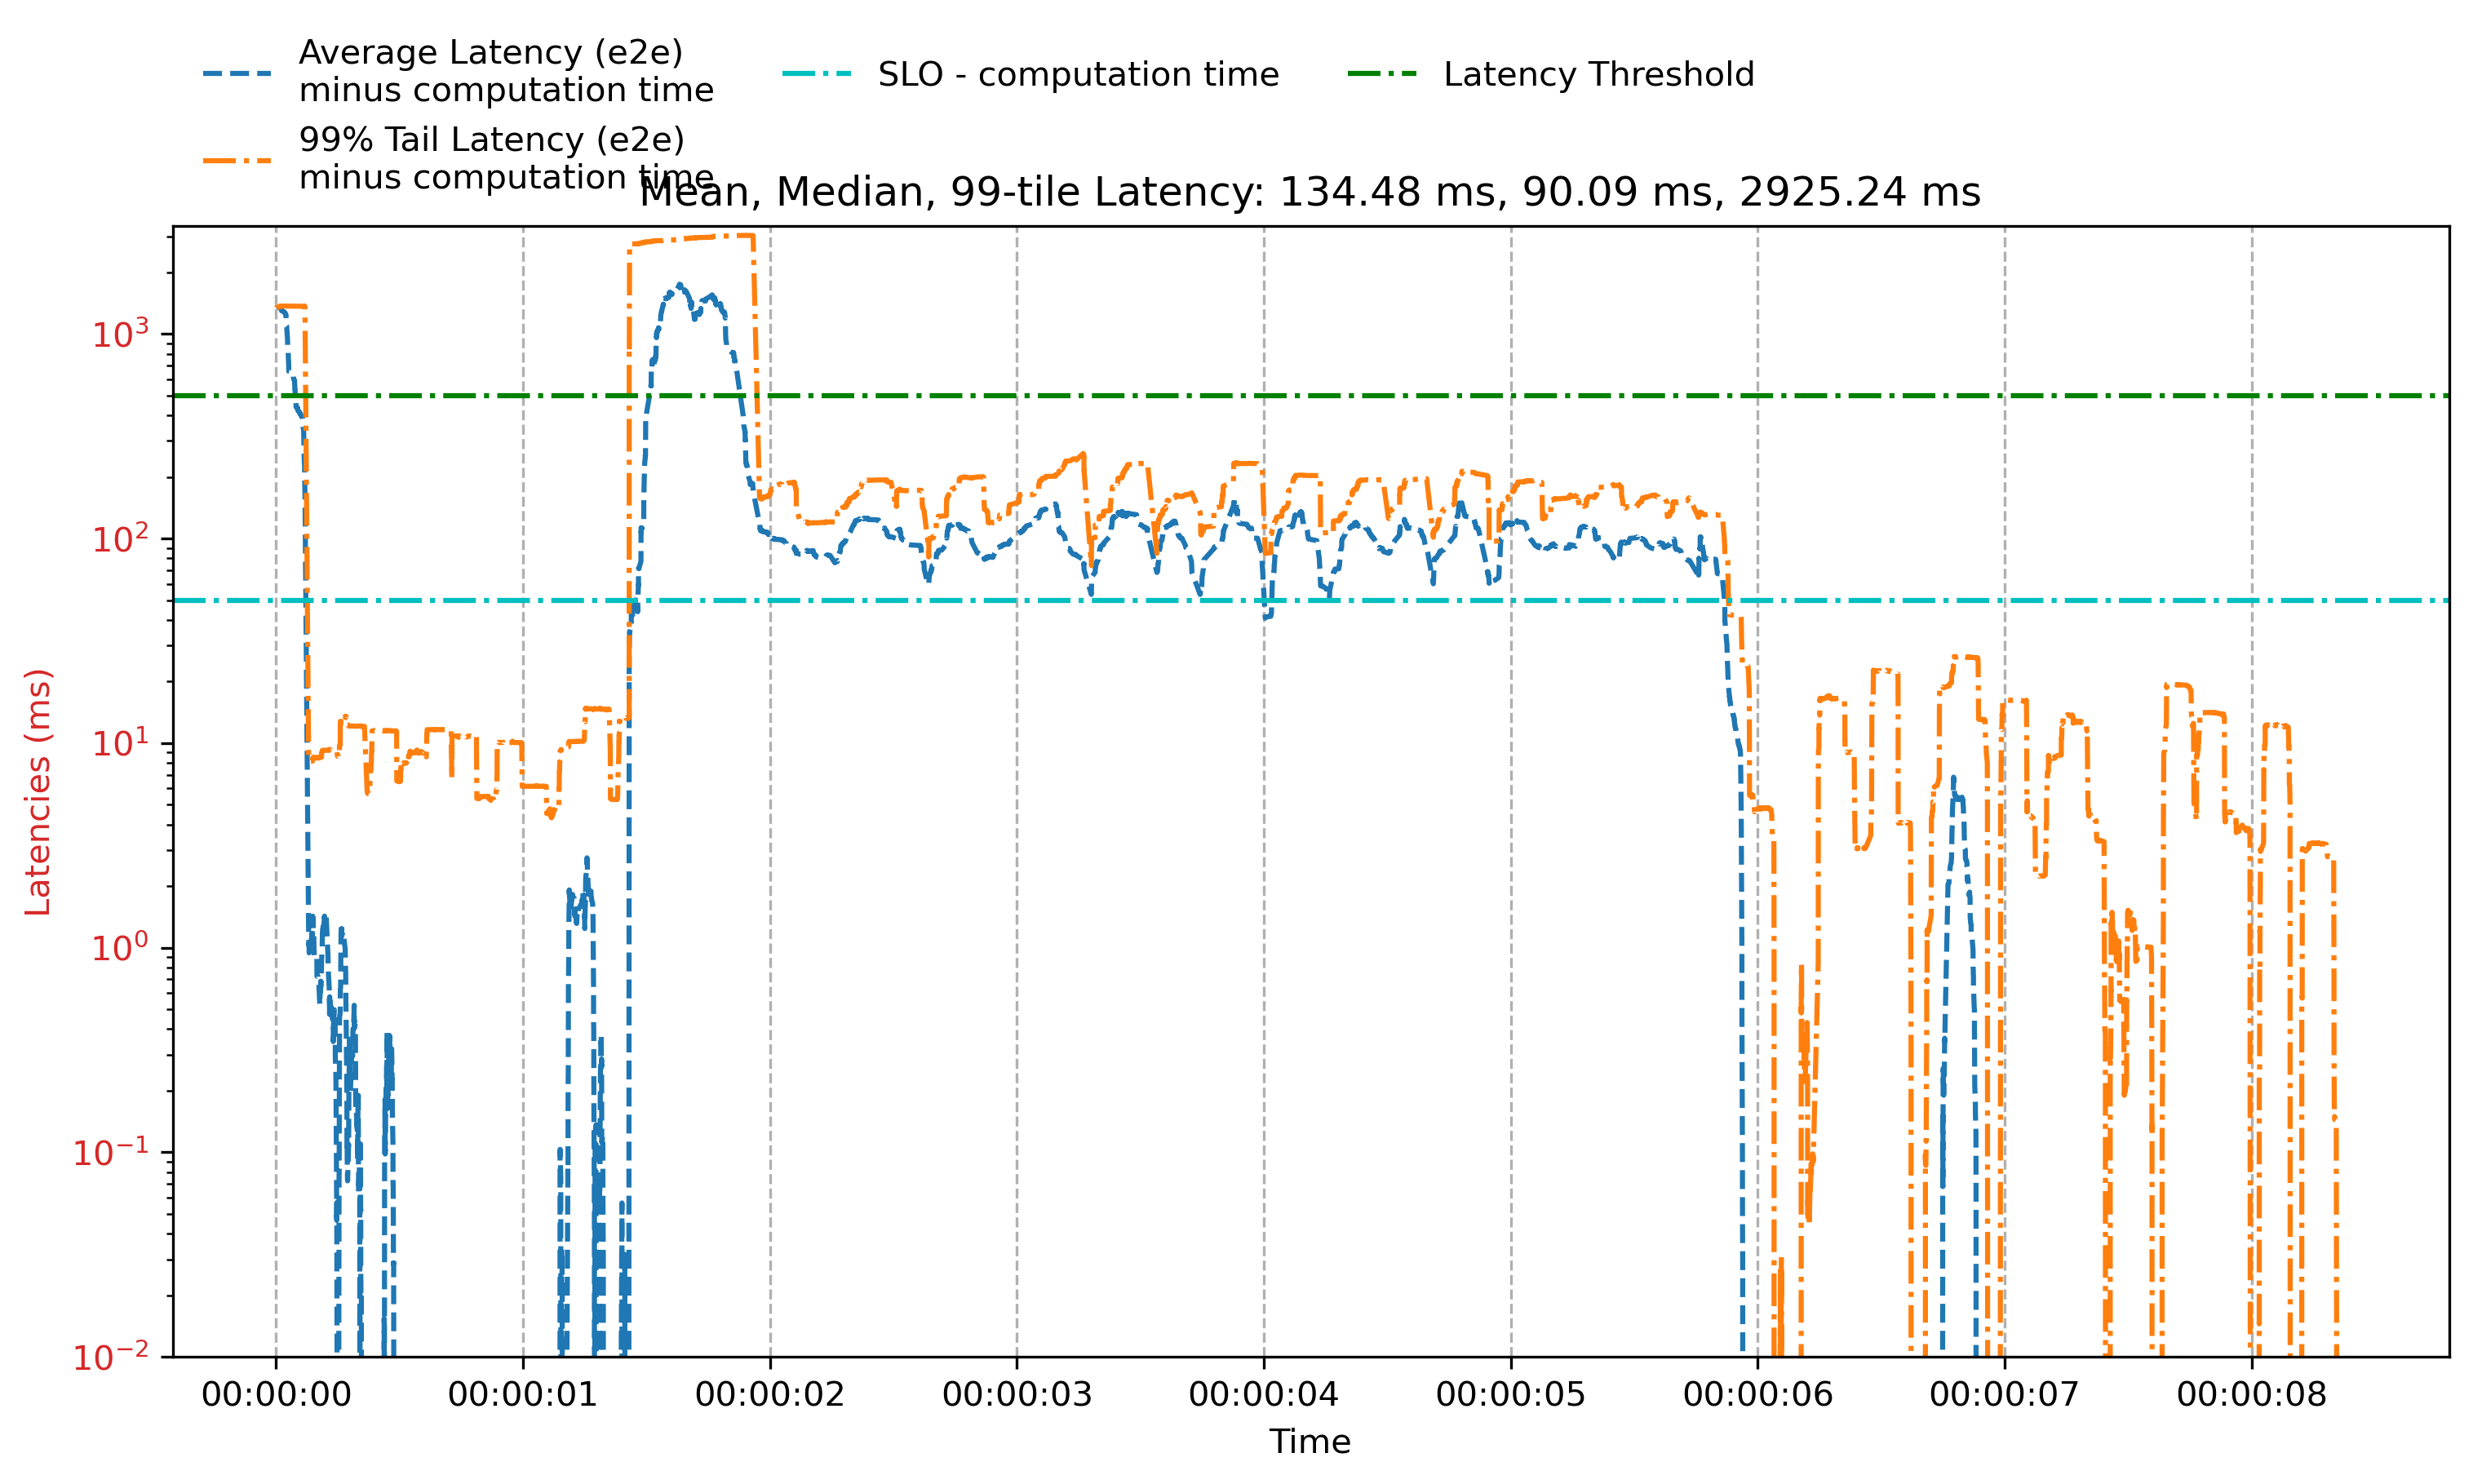 Average Latency (e2e)
minus computation time
99% Tail Latency (e2e)
minus computation time
SLO - computation time
Latency Threshold
Mean, Median, 99-tile Latency: 134.48 ms, 90.09 ms, 2925.24 ms
Latencies (ms)
10³
10²
10¹
10⁰
10⁻¹
10⁻²
00:00:00 00:00:01 00:00:02 00:00:03 00:00:04 00:00:05 00:00:06 00:00:07 00:00:08
Time